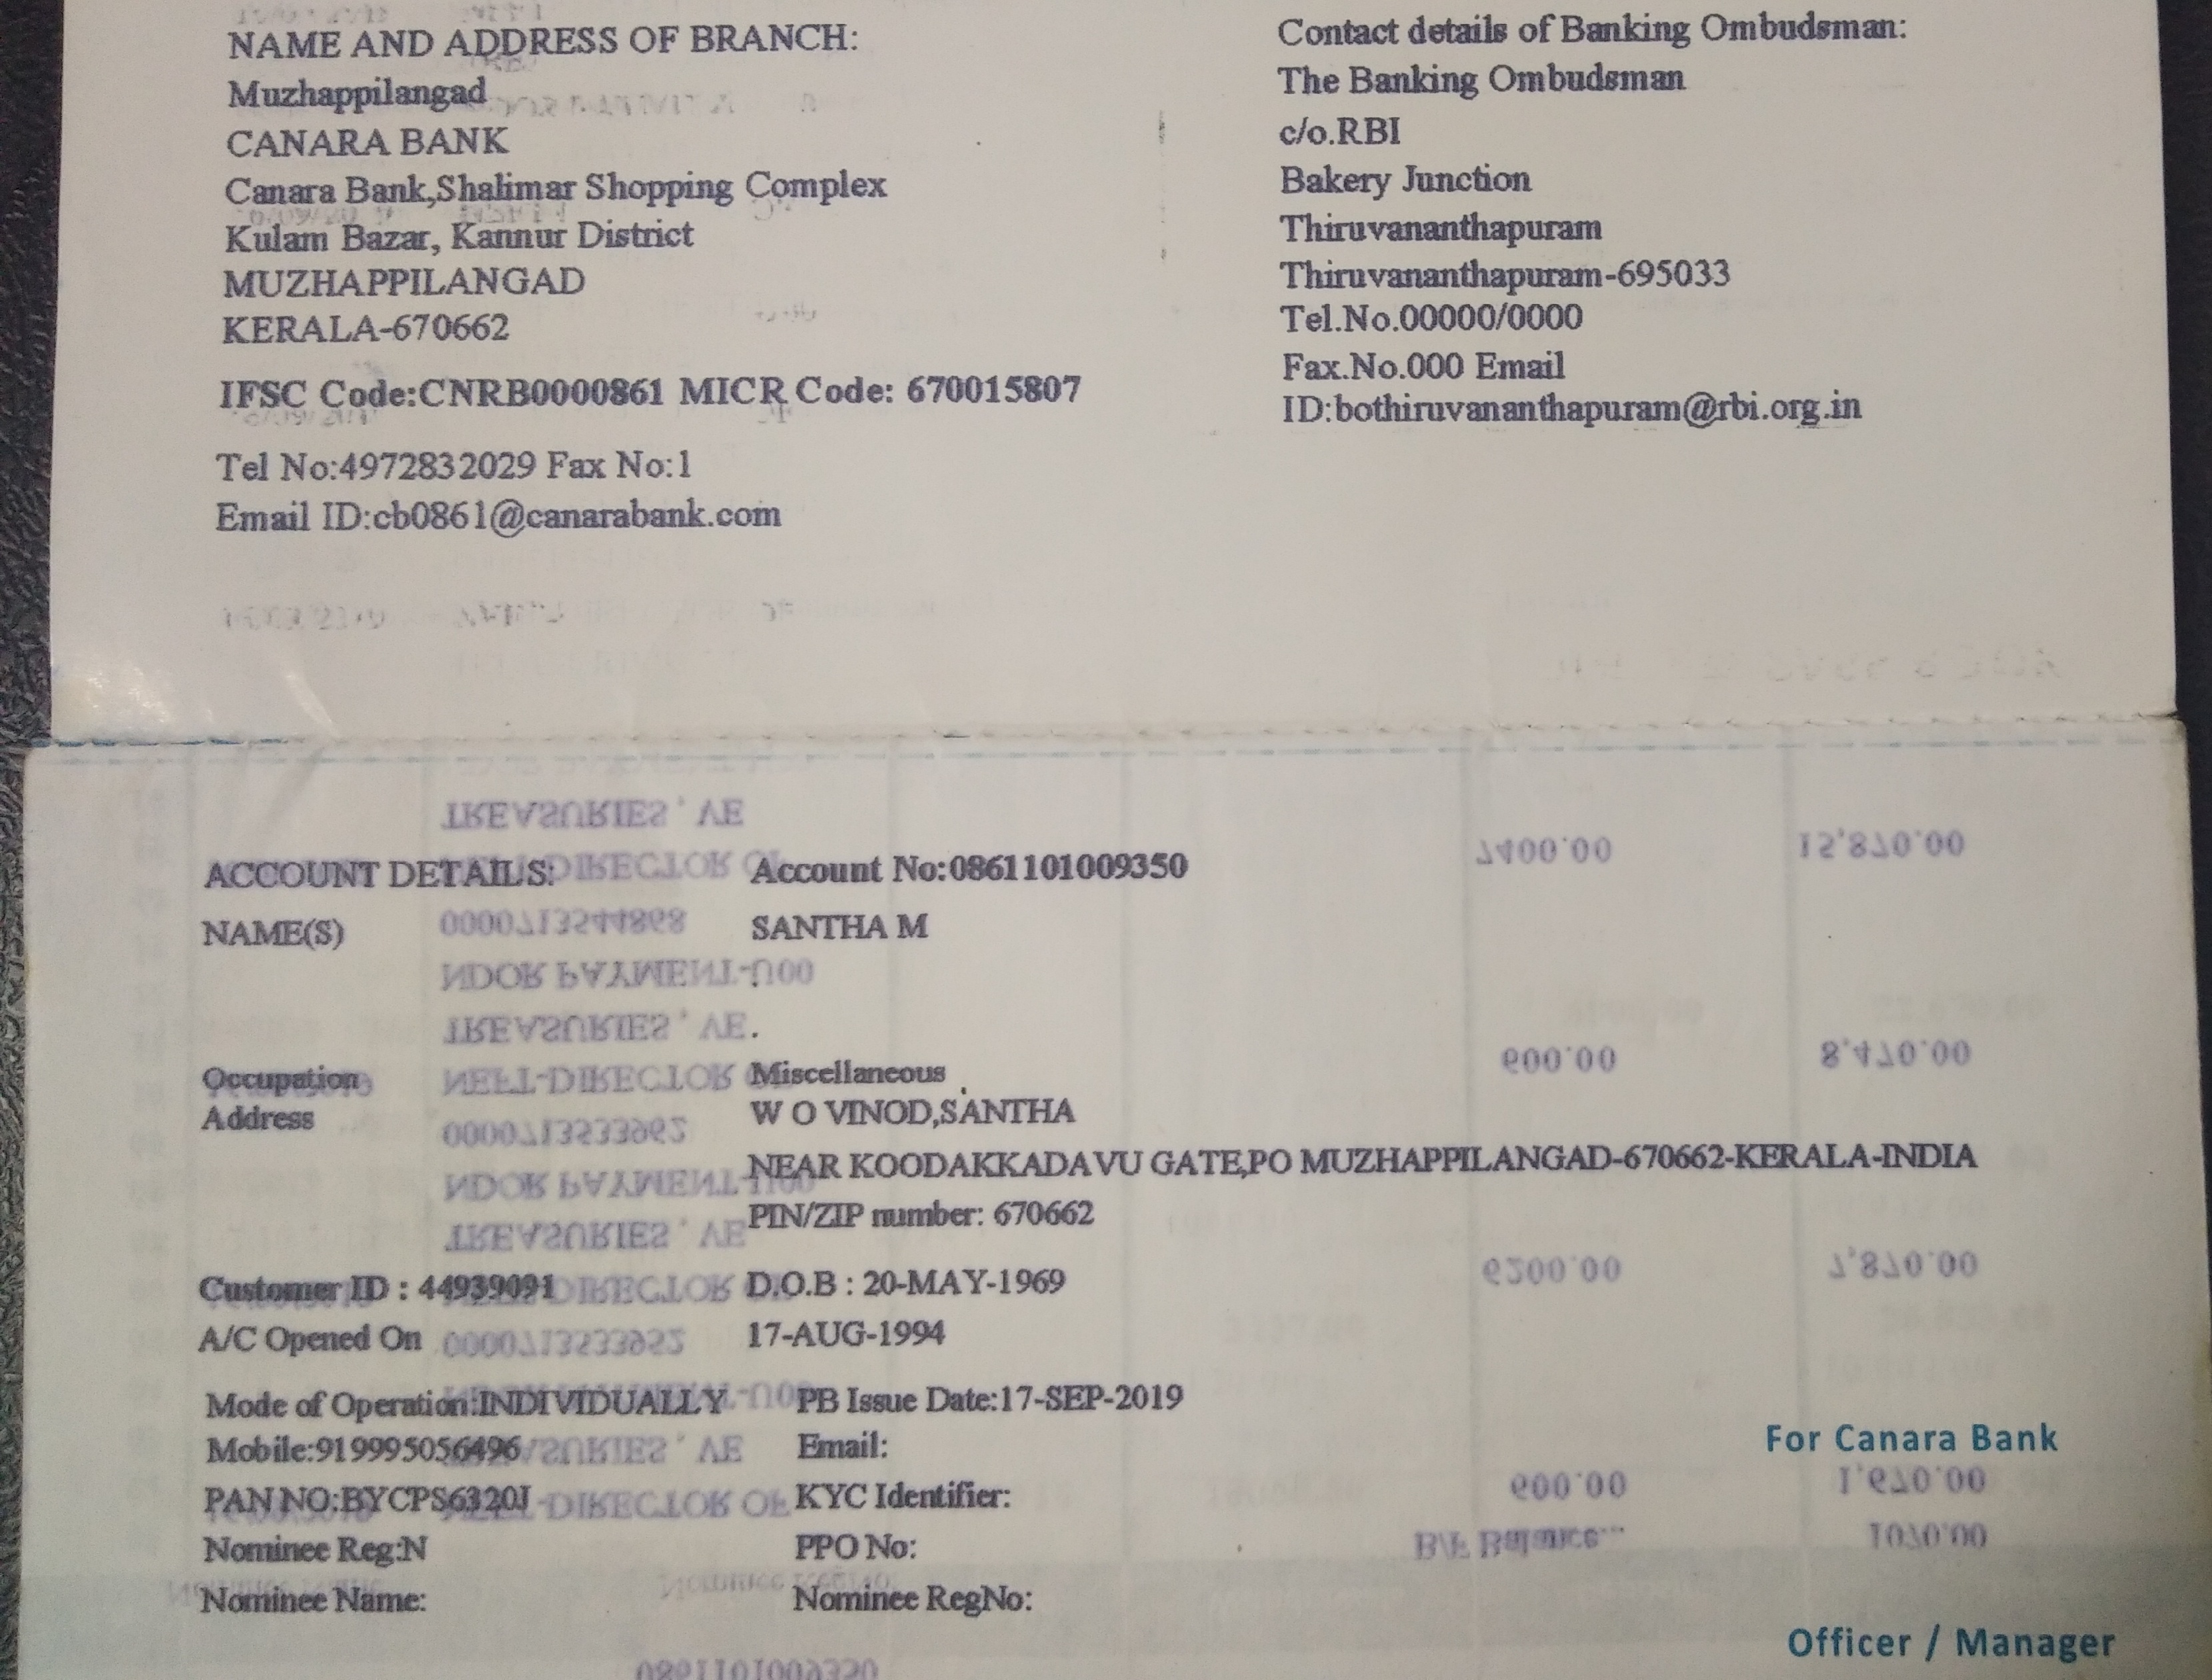 NAME AND ADDRESS OF BRANCH:
Muzhappilangad
CANARA BANK
Canara Bank,Shalimar Shopping Complex
Kulam Bazar, Kannur District
MUZHAPPILANGAD
KERALA-670662
IFSC Code:CNRB0000861 MICR Code: 670015807
Tel No:4972832029 Fax No:1
Email ID:cb0861@canarabank.com
Contact details of Banking Ombudsman:
The Banking Ombudsman
c/o.RBI
Bakery Junction
Thiruvananthapuram
Thiruvananthapuram-695033
Tel.No.00000/0000
Fax.No.000 Email
ID:bothiruvananthapuram@rbi.org.in
ACCOUNT DETAILS: Account No:0861101009350
NAME(S) SANTHA M
.
Occupation Miscellaneous
Address W O VINOD,SANTHA
NEAR KOODAKKADAVU GATE,PO MUZHAPPILANGAD-670662-KERALA-INDIA
PIN/ZIP number: 670662
Customer ID : 44939091 D.O.B : 20-MAY-1969
A/C Opened On 17-AUG-1994
Mode of Operation:INDIVIDUALLY PB Issue Date:17-SEP-2019
Mobile:919995056496 Email:
PAN NO:BYCPS6320J KYC Identifier:
Nominee Reg:N PPO No:
Nominee Name: Nominee RegNo:
For Canara Bank
Officer / Manager